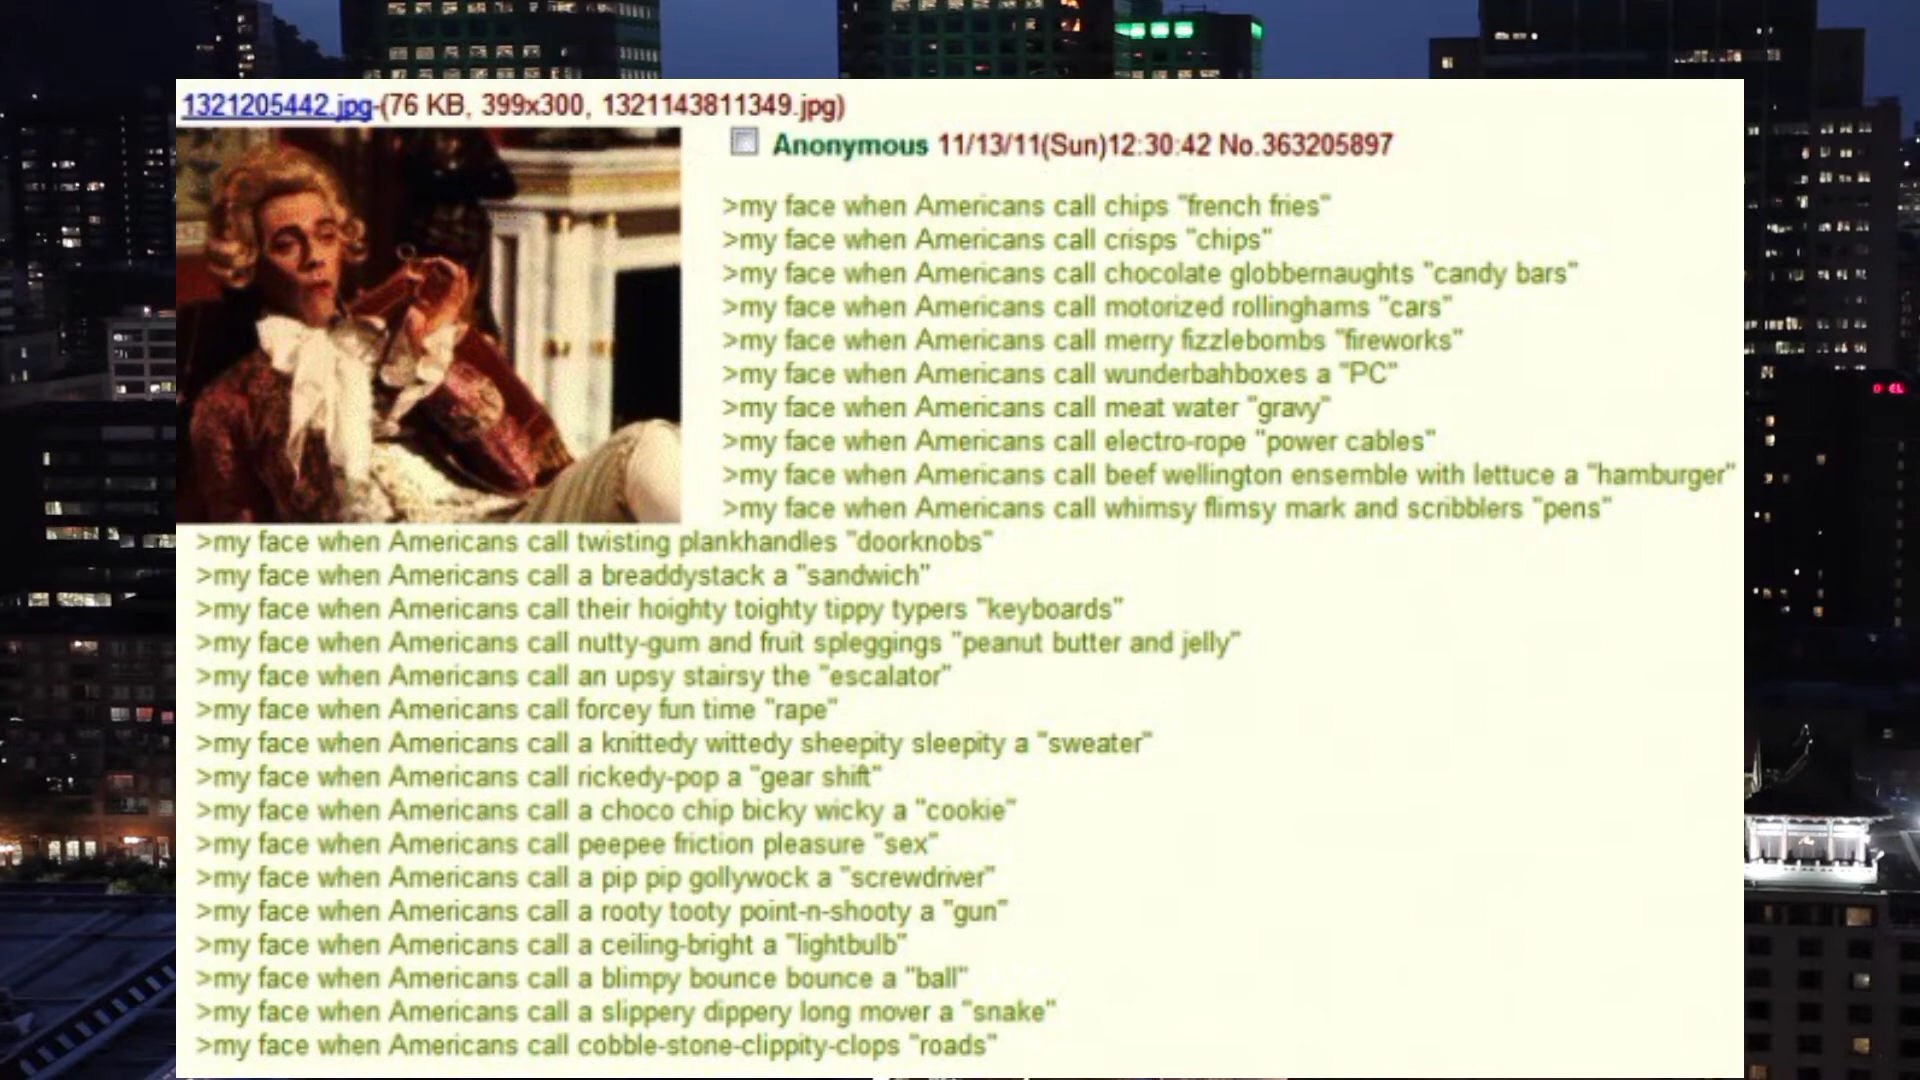 1321205442.jpg-(76 KB, 399x300, 1321143811349.jpg)
Anonymous 11/13/11(Sun)12:30:42 No.363205897
>my face when Americans call chips "french fries"
>my face when Americans call crisps "chips"
>my face when Americans call chocolate globbernaughts "candy bars"
>my face when Americans call motorized rollinghams "cars"
>my face when Americans call merry fizzlebombs "fireworks"
>my face when Americans call wunderbahboxes a "PC"
>my face when Americans call meat water "gravy"
>my face when Americans call electro-rope "power cables"
>my face when Americans call beef wellington ensemble with lettuce a "hamburger"
>my face when Americans call whimsy flimsy mark and scribblers "pens"
>my face when Americans call twisting plankhandles "doorknobs"
>my face when Americans call a breaddystack a "sandwich"
>my face when Americans call their hoighty toighty tippy typers "keyboards"
>my face when Americans call nutty-gum and fruit spleggings "peanut butter and jelly"
>my face when Americans call an upsy stairsy the "escalator"
>my face when Americans call forcey fun time "rape"
>my face when Americans call a knittedy wittedy sheepity sleepity a "sweater"
>my face when Americans call rickedy-pop a "gear shift"
>my face when Americans call a choco chip bicky wicky a "cookie"
>my face when Americans call peepee friction pleasure "sex"
>my face when Americans call a pip pip gollywock a "screwdriver"
>my face when Americans call a rooty tooty point-n-shooty a "gun"
>my face when Americans call a ceiling-bright a "lightbulb"
>my face when Americans call a blimpy bounce bounce a "ball"
>my face when Americans call a slippery dippery long mover a "snake"
>my face when Americans call cobble-stone-clippity-clops "roads"